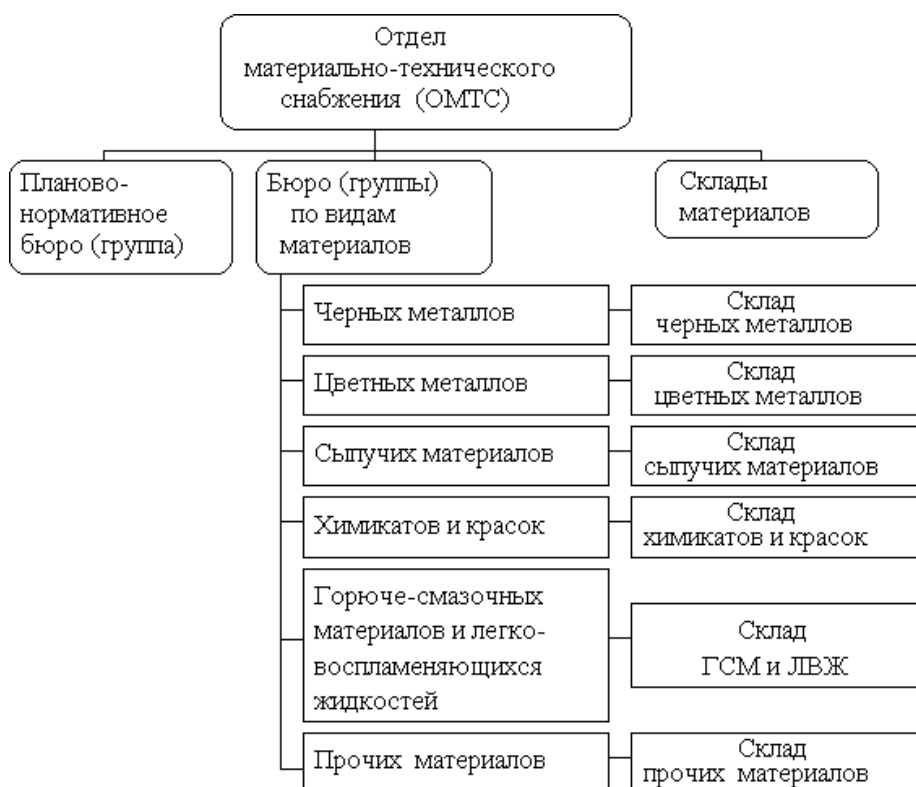 Отдел
материально-технического
снабжения (ОМТС)
Планово-
нормативное
бюро (группа)
Бюро (группы)
по видам
материалов
Склады
материалов
Черных металлов
Склад
черных металлов
Цветных металлов
Склад
цветных металлов
Сыпучих материалов
Склад
сыпучих материалов
Химикатов и красок
Склад
химикатов и красок
Горюче-смазочных
материалов и легко-
воспламеняющихся
жидкостей
Склад
ГСМ и ЛВЖ
Прочих материалов
Склад
прочих материалов